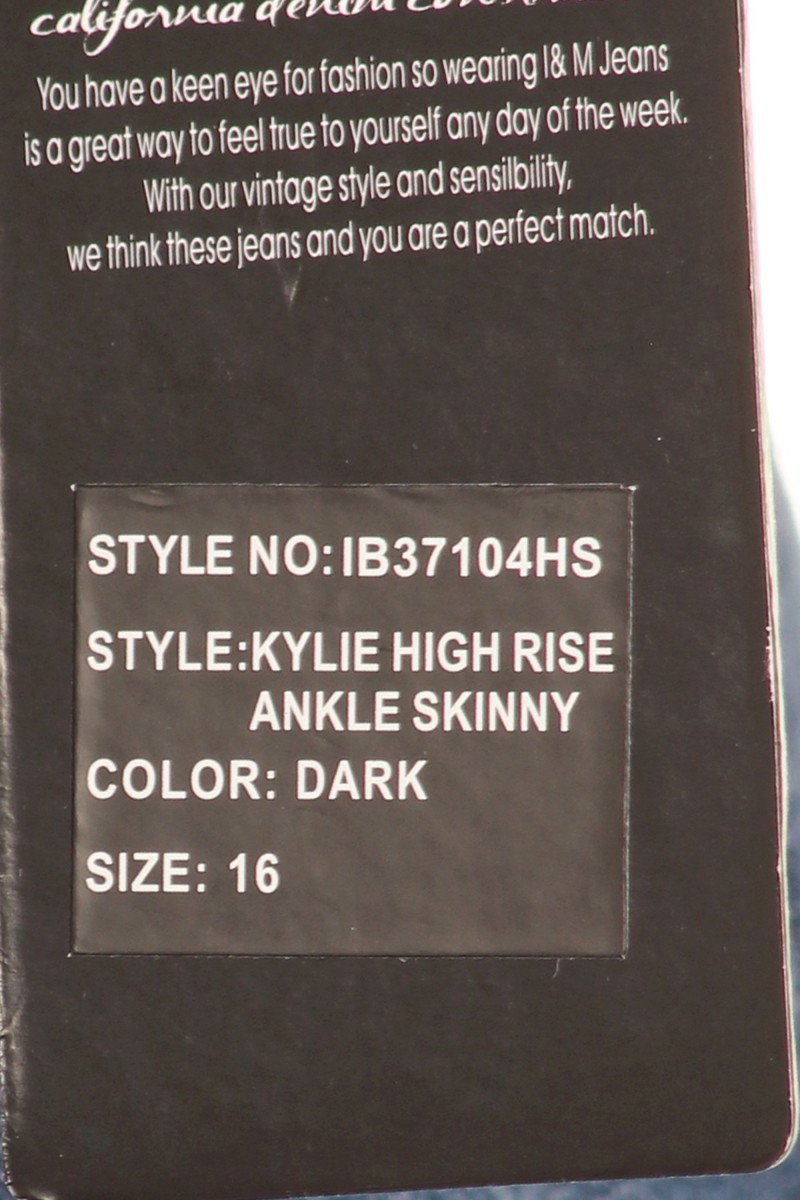 california denim
You have a keen eye for fashion so wearing I& M Jeans
is a great way to feel true to yourself any day of the week.
With our vintage style and sensilbility,
we think these jeans and you are a perfect match.
STYLE NO:IB37104HS
STYLE:KYLIE HIGH RISE
ANKLE SKINNY
COLOR: DARK
SIZE: 16